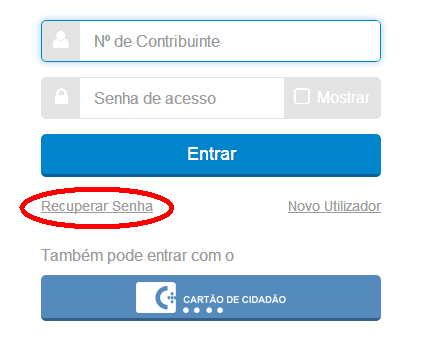 Nº de Contribuinte
Senha de acesso Mostrar
Entrar
Recuperar Senha Novo Utilizador
Também pode entrar com o
CARTÃO DE CIDADÃO